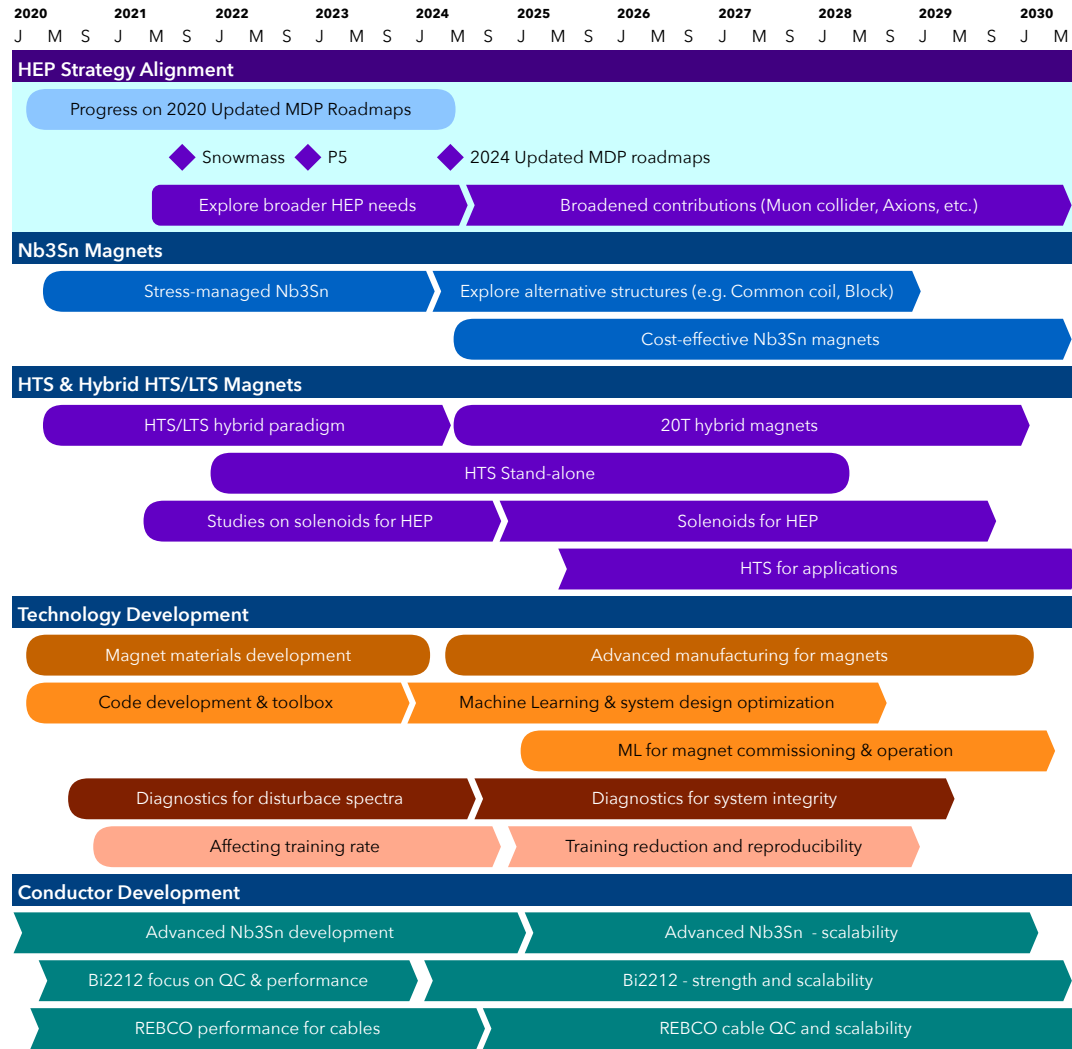 2020 2021 2022 2023 2024 2025 2026 2027 2028 2029 2030
J M S J M S J M S J M S J M S J M S J M S J M S J M S J M S J M
HEP Strategy Alignment
Progress on 2020 Updated MDP Roadmaps
Snowmass P5 2024 Updated MDP roadmaps
Explore broader HEP needs Broadened contributions (Muon collider, Axions, etc.)
Nb3Sn Magnets
Stress-managed Nb3Sn Explore alternative structures (e.g. Common coil, Block)
Cost-effective Nb3Sn magnets
HTS & Hybrid HTS/LTS Magnets
HTS/LTS hybrid paradigm 20T hybrid magnets
HTS Stand-alone
Studies on solenoids for HEP Solenoids for HEP
HTS for applications
Technology Development
Magnet materials development Advanced manufacturing for magnets
Code development & toolbox Machine Learning & system design optimization
ML for magnet commissioning & operation
Diagnostics for disturbace spectra Diagnostics for system integrity
Affecting training rate Training reduction and reproducibility
Conductor Development
Advanced Nb3Sn development Advanced Nb3Sn - scalability
Bi2212 focus on QC & performance Bi2212 - strength and scalability
REBCO performance for cables REBCO cable QC and scalability